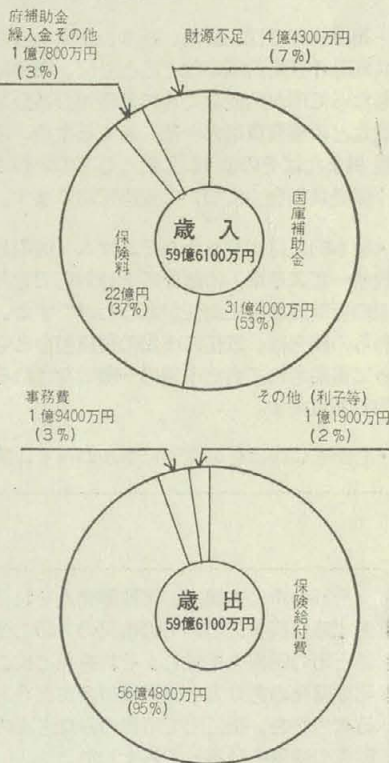 府補助金
繰入金その他
1億7800万円
(3%)
財源不足 4億4300万円
(7%)
歳入
59億6100万円
国庫補助金
31億4000万円
(53%)
保険料
22億円
(37%)
事務費
1億9400万円
(3%)
その他(利子等)
1億1900万円
(2%)
歳出
59億6100万円
保険給付費
56億4800万円
(95%)